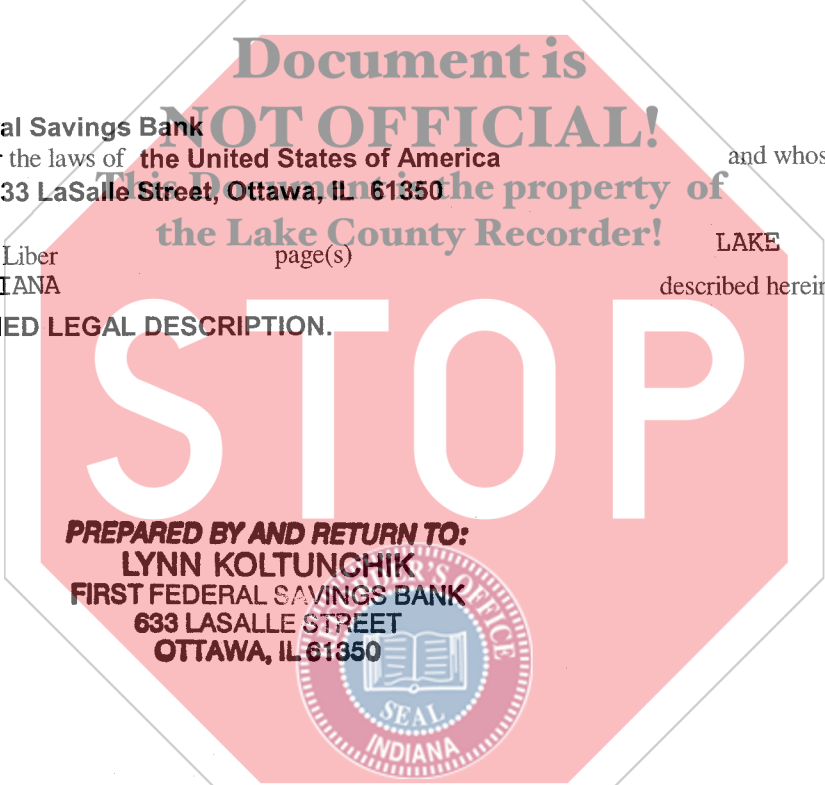 Document is
NOT OFFICIAL!
al Savings Bank
the laws of the United States of America and whos
This Document is the property of
33 LaSalle Street, Ottawa, IL 61350
the Lake County Recorder!
LAKE
Liber page(s)
IANA described herein
ED LEGAL DESCRIPTION.
STOP
PREPARED BY AND RETURN TO:
LYNN KOLTUNCHIK
FIRST FEDERAL SAVINGS BANK
633 LASALLE STREET
OTTAWA, IL 61350
RECORDER'S OFFICE
SEAL
INDIANA